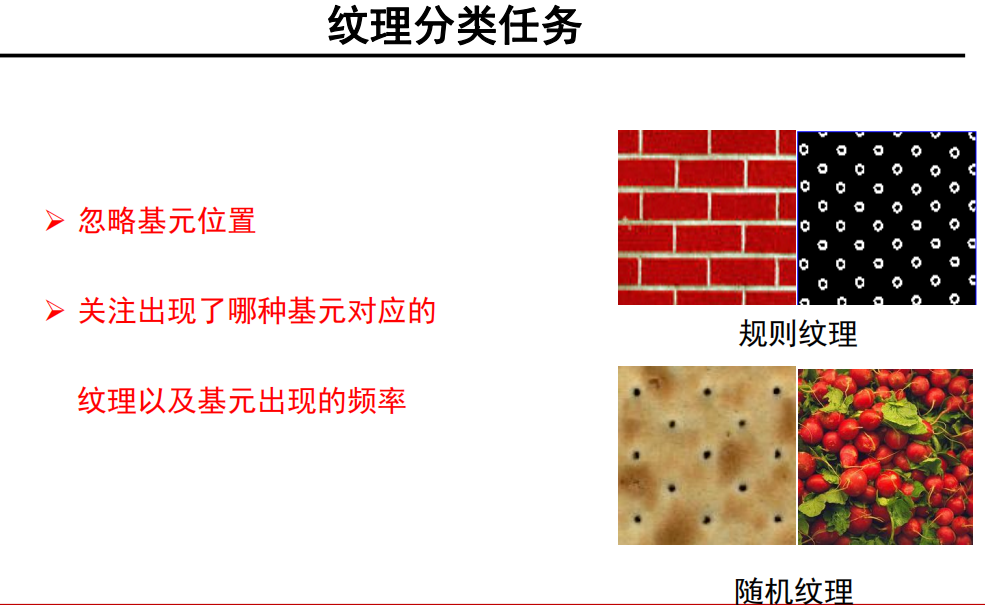 纹理分类任务
忽略基元位置
关注出现了哪种基元对应的
纹理以及基元出现的频率
规则纹理
随机纹理